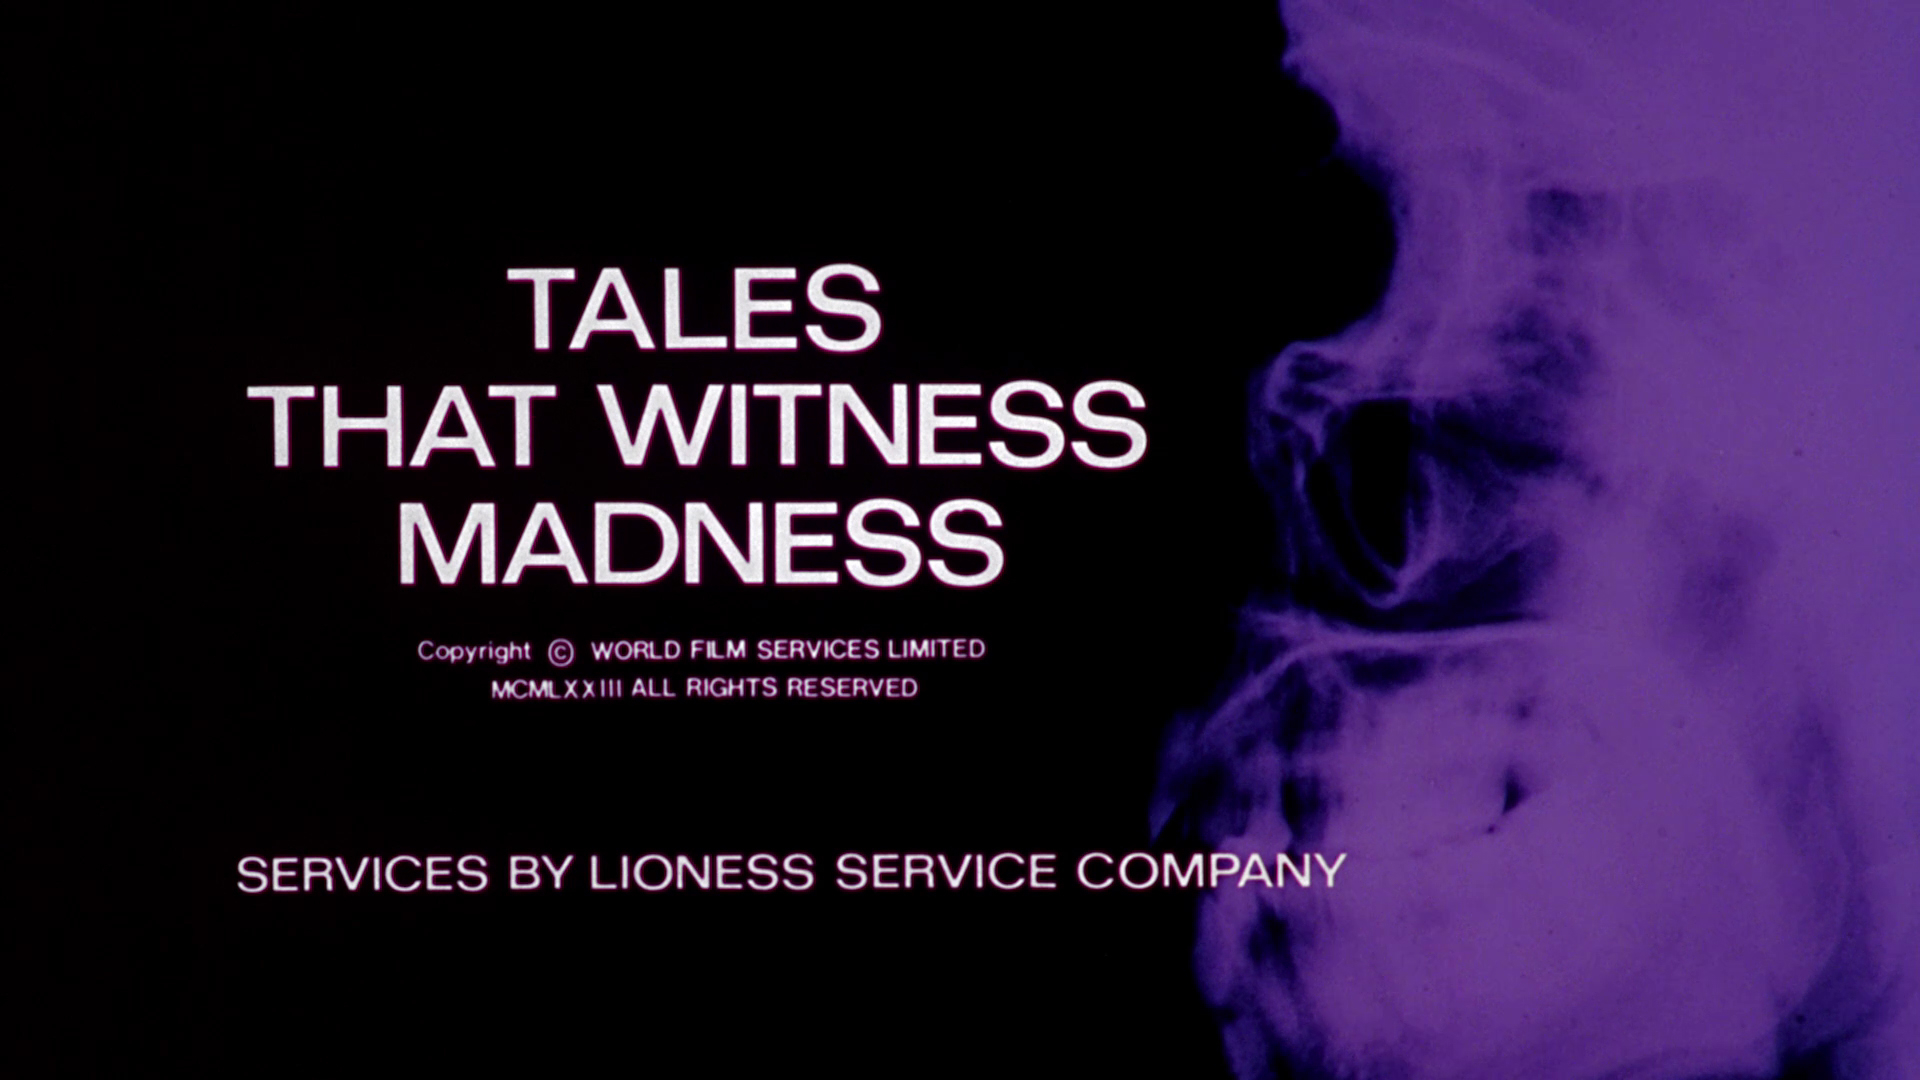 TALES
THAT WITNESS
MADNESS
Copyright © WORLD FILM SERVICES LIMITED
MCMLXXIII ALL RIGHTS RESERVED
SERVICES BY LIONESS SERVICE COMPANY